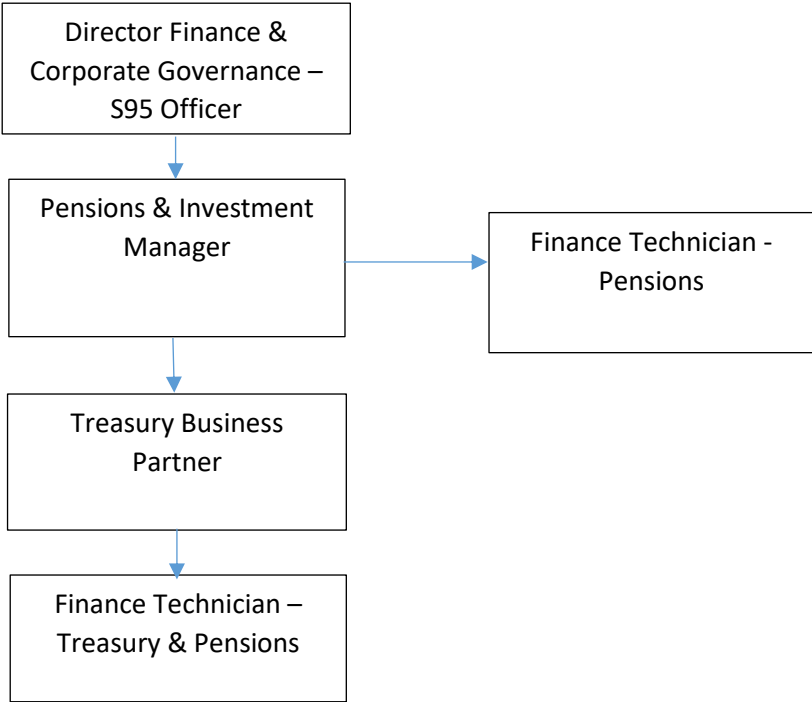 Director Finance &
Corporate Governance –
S95 Officer
Pensions & Investment
Manager
Finance Technician -
Pensions
Treasury Business
Partner
Finance Technician –
Treasury & Pensions